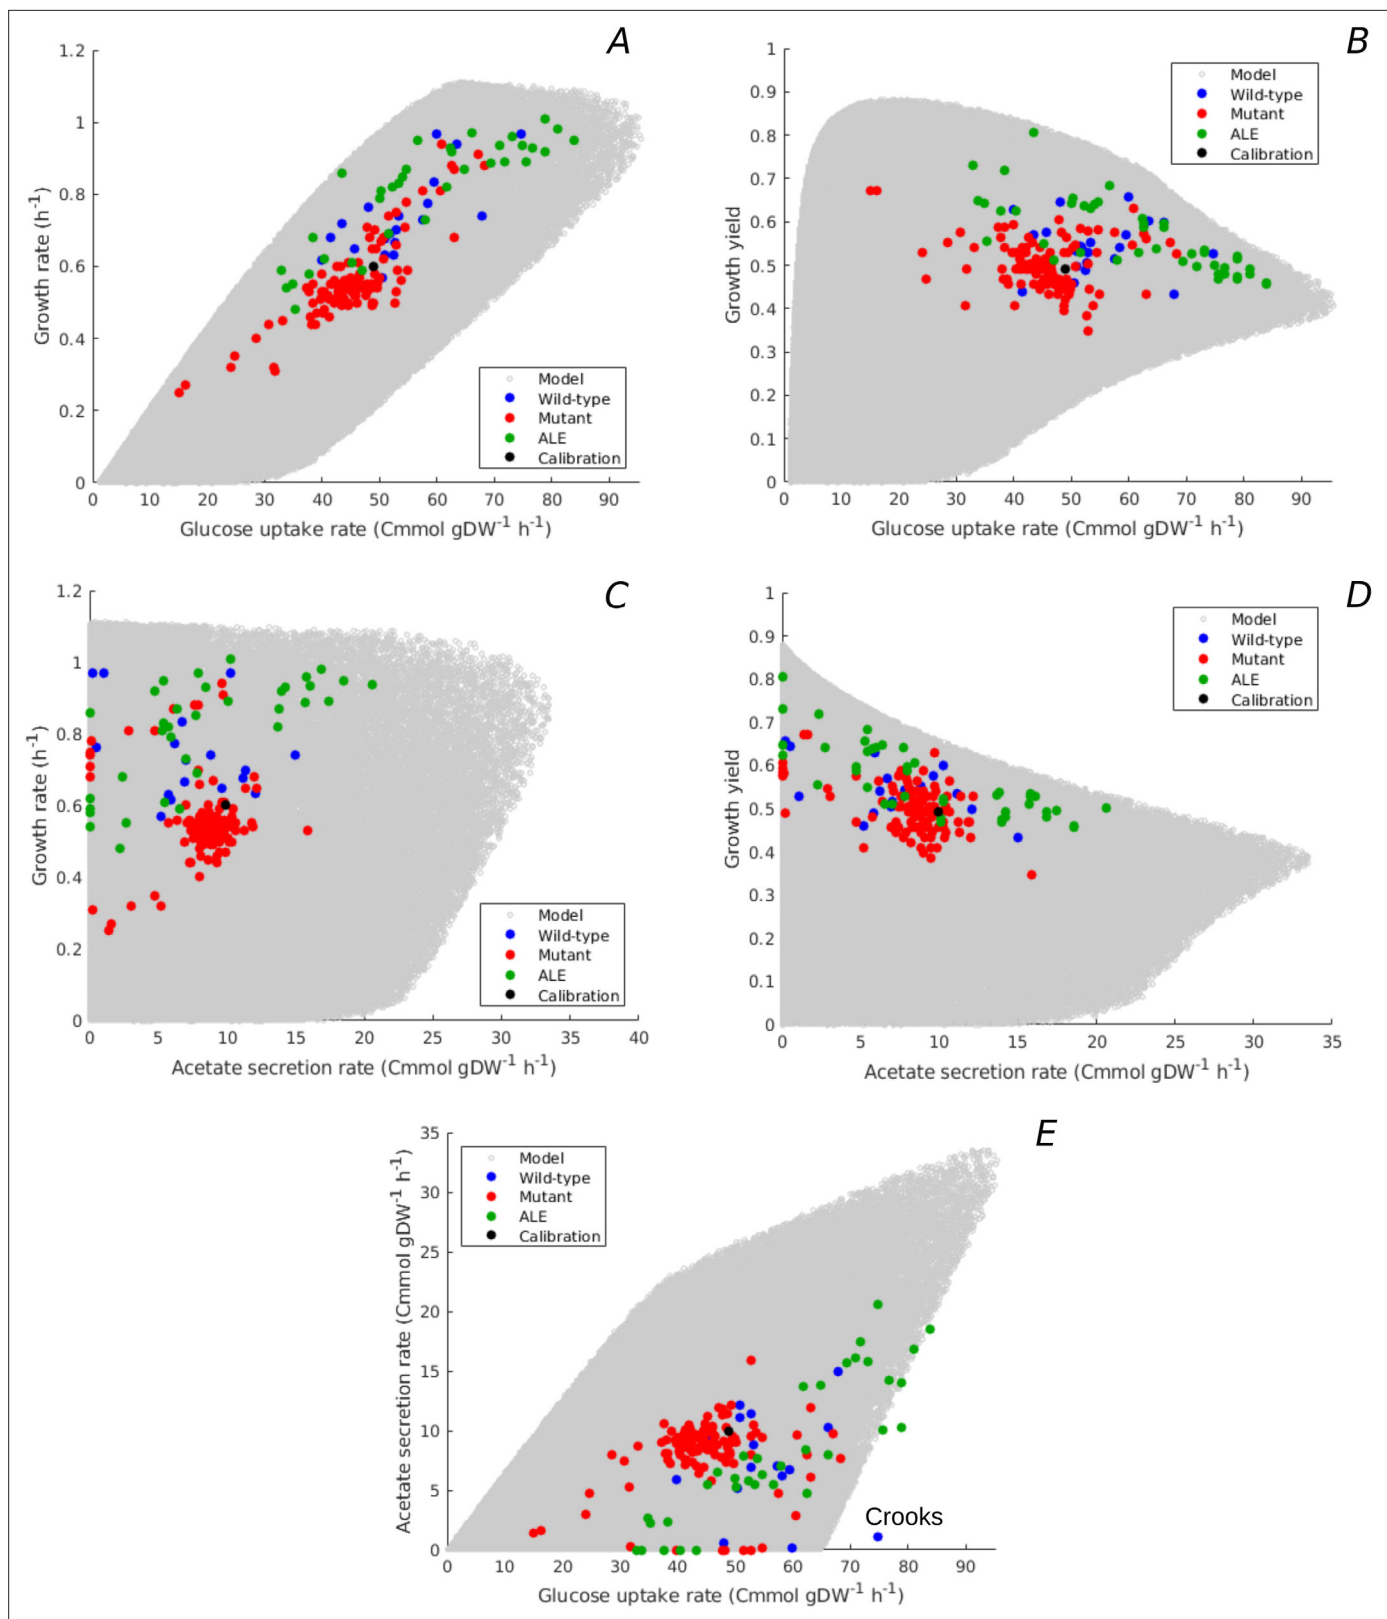 A
1.2
1
0.8
0.6
0.4
0.2
0
Growth rate (h-1)
0 10 20 30 40 50 60 70 80 90
Glucose uptake rate (Cmmol gDW-1 h-1)
Model
Wild-type
Mutant
ALE
Calibration
B
1
0.9
0.8
0.7
0.6
0.5
0.4
0.3
0.2
0.1
0
Growth yield
0 10 20 30 40 50 60 70 80 90
Glucose uptake rate (Cmmol gDW-1 h-1)
Model
Wild-type
Mutant
ALE
Calibration
C
1.2
1
0.8
0.6
0.4
0.2
0
Growth rate (h-1)
0 5 10 15 20 25 30 35 40
Acetate secretion rate (Cmmol gDW-1 h-1)
Model
Wild-type
Mutant
ALE
Calibration
D
1
0.9
0.8
0.7
0.6
0.5
0.4
0.3
0.2
0.1
0
Growth yield
0 5 10 15 20 25 30 35
Acetate secretion rate (Cmmol gDW-1 h-1)
Model
Wild-type
Mutant
ALE
Calibration
E
35
30
25
20
15
10
5
0
Acetate secretion rate (Cmmol gDW-1 h-1)
0 10 20 30 40 50 60 70 80 90
Glucose uptake rate (Cmmol gDW-1 h-1)
Model
Wild-type
Mutant
ALE
Calibration
Crooks